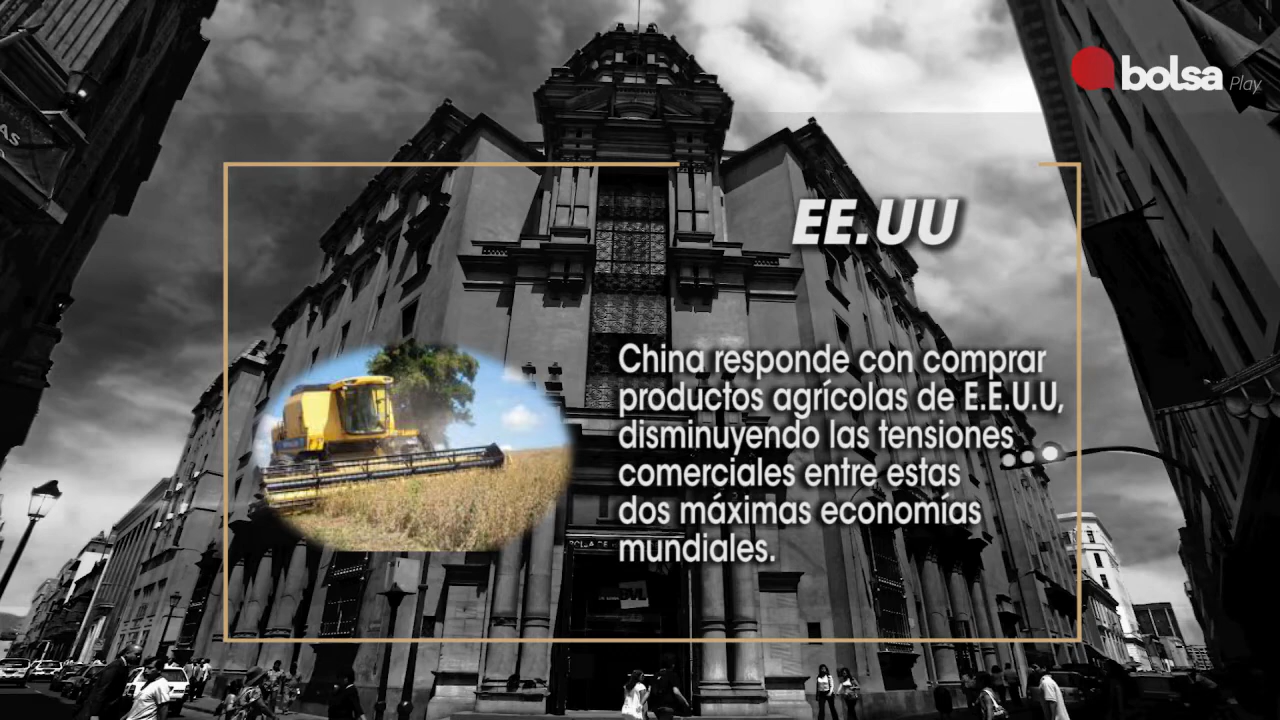 bolsa Play
EE.UU
China responde con comprar
productos agrícolas de E.E.U.U,
disminuyendo las tensiones
comerciales entre estas
dos máximas economías
mundiales.
BVL